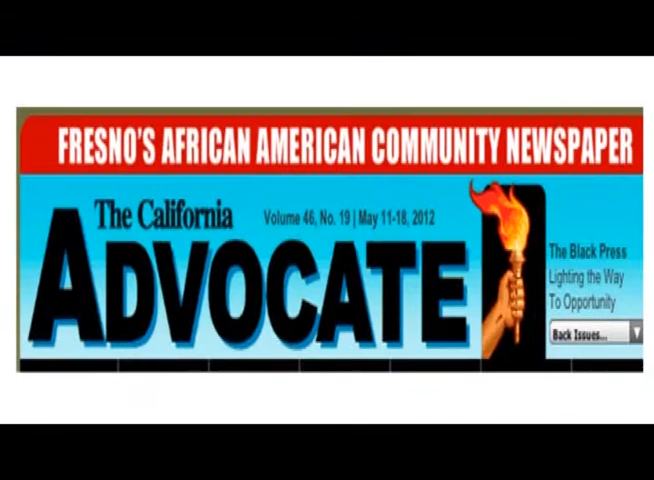 FRESNO'S AFRICAN AMERICAN COMMUNITY NEWSPAPER
The California
Volume 46, No. 19 | May 11-18, 2012
ADVOCATE
The Black Press
Lighting the Way
To Opportunity
Back Issues...